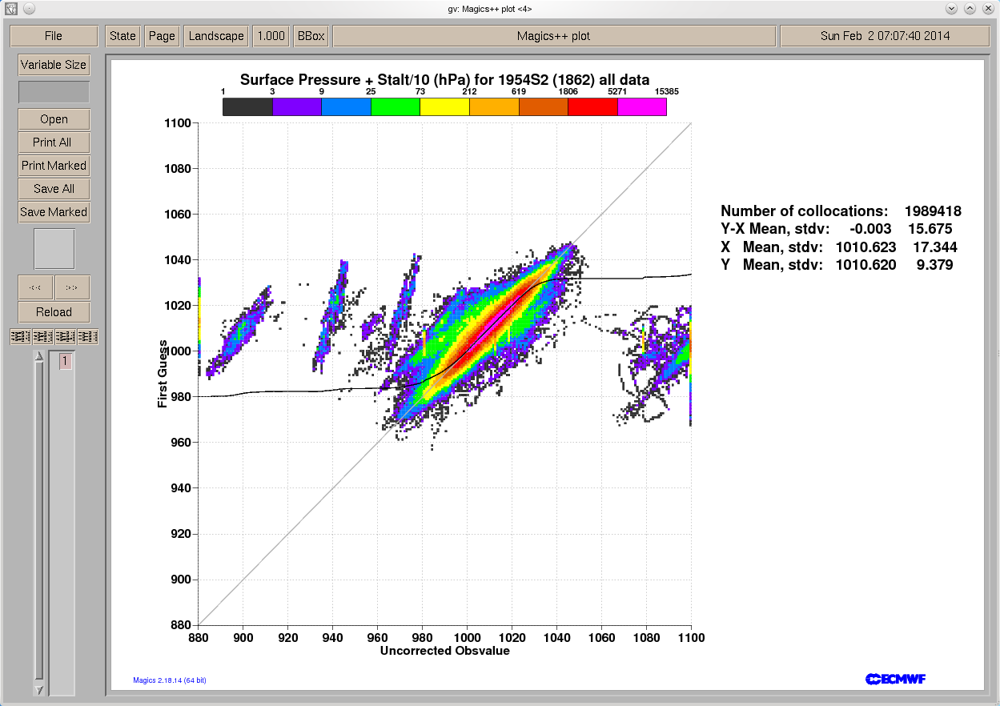 gv: Magics++ plot <4>
File State Page Landscape 1.000 BBox Magics++ plot Sun Feb 2 07:07:40 2014
Variable Size
Open
Print All
Print Marked
Save All
Save Marked
<< >>
Reload
1
Surface Pressure + Stalt/10 (hPa) for 1954S2 (1862) all data
1 3 9 25 73 212 619 1806 5271 15385
1100
1080
1060
1040
1020
1000
980
960
940
920
900
880
First Guess
880 900 920 940 960 980 1000 1020 1040 1060 1080 1100
Uncorrected Obsvalue
Number of collocations: 1989418
Y-X Mean, stdv: -0.003 15.675
X Mean, stdv: 1010.623 17.344
Y Mean, stdv: 1010.620 9.379
Magics 2.18.14 (64 bit)
ECMWF